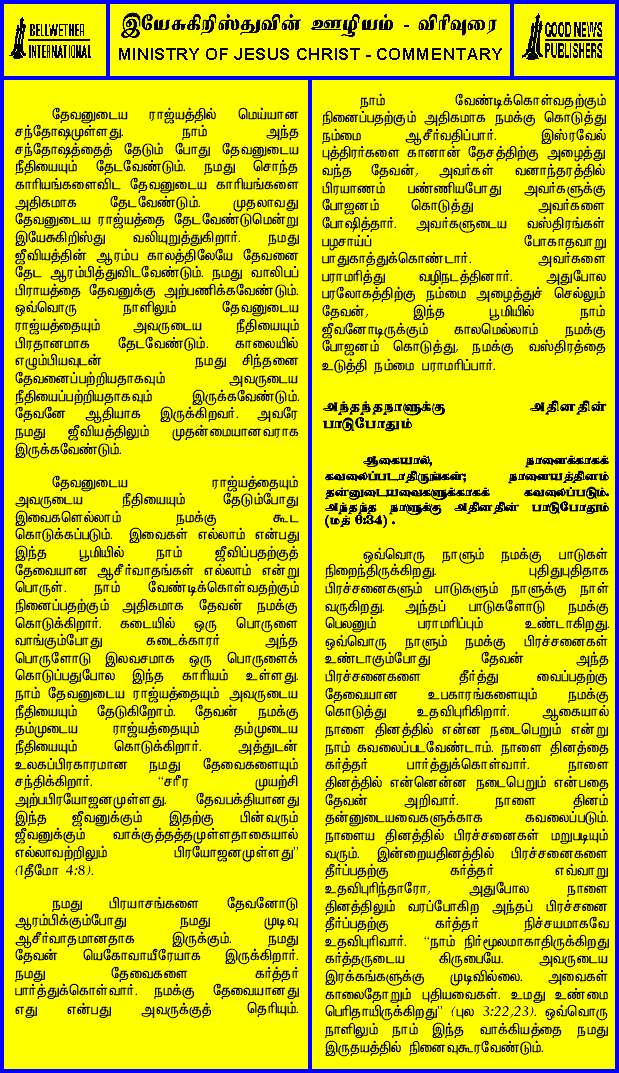 BELLWETHER
INTERNATIONAL
இயேசுகிறிஸ்துவின் ஊழியம் - விரிவுரை
MINISTRY OF JESUS CHRIST - COMMENTARY
GOOD NEWS
PUBLISHERS
தேவனுடைய ராஜ்யத்தில் மெய்யான
சந்தோஷமுள்ளது. நாம் அந்த
சந்தோஷத்தைத் தேடும் போது தேவனுடைய
நீதியையும் தேடவேண்டும். நமது சொந்த
காரியங்களைவிட தேவனுடைய காரியங்களை
அதிகமாக தேடவேண்டும். முதலாவது
தேவனுடைய ராஜ்யத்தை தேடவேண்டுமென்று
இயேசுகிறிஸ்து வலியுறுத்துகிறார். நமது
ஜீவியத்தின் ஆரம்ப காலத்திலேயே தேவனை
தேட ஆரம்பித்துவிடவேண்டும். நமது வாலிபப்
பிராயத்தை தேவனுக்கு அற்பணிக்கவேண்டும்.
ஒவ்வொரு நாளிலும் தேவனுடைய
ராஜ்யத்தையும் அவருடைய நீதியையும்
பிரதானமாக தேடவேண்டும். காலையில்
எழும்பியவுடன் நமது சிந்தனை
தேவனைப்பற்றியதாகவும் அவருடைய
நீதியைப்பற்றியதாகவும் இருக்கவேண்டும்.
தேவனே ஆதியாக இருக்கிறவர். அவரே
நமது ஜீவியத்திலும் முதன்மையானவராக
இருக்கவேண்டும்.
தேவனுடைய ராஜ்யத்தையும்
அவருடைய நீதியையும் தேடும்போது
இவைகளெல்லாம் நமக்கு கூட
கொடுக்கப்படும். இவைகள் எல்லாம் என்பது
இந்த பூமியில் நாம் ஜீவிப்பதற்குத்
தேவையான ஆசீர்வாதங்கள் எல்லாம் என்று
பொருள். நாம் வேண்டிக்கொள்வதற்கும்
நினைப்பதற்கும் அதிகமாக தேவன் நமக்கு
கொடுக்கிறார். கடையில் ஒரு பொருளை
வாங்கும்போது கடைக்காரர் அந்த
பொருளோடு இலவசமாக ஒரு பொருளைக்
கொடுப்பதுபோல இந்த காரியம் உள்ளது.
நாம் தேவனுடைய ராஜ்யத்தையும் அவருடைய
நீதியையும் தேடுகிறோம். தேவன் நமக்கு
தம்முடைய ராஜ்யத்தையும் தம்முடைய
நீதியையும் கொடுக்கிறார். அத்துடன்
உலகப்பிரகாரமான நமது தேவைகளையும்
சந்திக்கிறார். "சரீர முயற்சி
அற்பபிரயோஜனமுள்ளது. தேவபக்தியானது
இந்த ஜீவனுக்கும் இதற்கு பின்வரும்
ஜீவனுக்கும் வாக்குத்தத்தமுள்ளதாகையால்
எல்லாவற்றிலும் பிரயோஜனமுள்ளது"
(1தீமோ 4:8).
நமது பிரயாசங்களை தேவனோடு
ஆரம்பிக்கும்போது நமது முடிவு
ஆசீர்வாதமானதாக இருக்கும். நமது
தேவன் யெகோவாயீரேயாக இருக்கிறார்.
நமது தேவைகளை கர்த்தர்
பார்த்துக்கொள்வார். நமக்கு தேவையானது
எது என்பது அவருக்குத் தெரியும்.
நாம் வேண்டிக்கொள்வதற்கும்
நினைப்பதற்கும் அதிகமாக நமக்கு கொடுத்து
நம்மை ஆசீர்வதிப்பார். இஸ்ரவேல்
புத்திரர்களை கானான் தேசத்திற்கு அழைத்து
வந்த தேவன், அவர்கள் வனாந்தரத்தில்
பிரயாணம் பண்ணியபோது அவர்களுக்கு
போஜனம் கொடுத்து அவர்களை
போஷித்தார். அவர்களுடைய வஸ்திரங்கள்
பழசாய்ப் போகாதவாறு
பாதுகாத்துக்கொண்டார். அவர்களை
பராமரித்து வழிநடத்தினார். அதுபோல
பரலோகத்திற்கு நம்மை அழைத்துச் செல்லும்
தேவன், இந்த பூமியில் நாம்
ஜீவனோடிருக்கும் காலமெல்லாம் நமக்கு
போஜனம் கொடுத்து, நமக்கு வஸ்திரத்தை
உடுத்தி நம்மை பராமரிப்பார்.
அந்தந்தநாளுக்கு அதினதின்
பாடுபோதும்
ஆகையால், நாளைக்காகக்
கவலைப்படாதிருங்கள்; நாளையத்தினம்
தன்னுடையவைகளுக்காகக் கவலைப்படும்.
அந்தந்த நாளுக்கு அதினதின் பாடுபோதும்
(மத் 6:34) .
ஒவ்வொரு நாளும் நமக்கு பாடுகள்
நிறைந்திருக்கிறது. புதிதுபுதிதாக
பிரச்சனைகளும் பாடுகளும் நாளுக்கு நாள்
வருகிறது. அந்தப் பாடுகளோடு நமக்கு
பெலனும் பராமரிப்பும் உண்டாகிறது.
ஒவ்வொரு நாளும் நமக்கு பிரச்சனைகள்
உண்டாகும்போது தேவன் அந்த
பிரச்சனைகளை தீர்த்து வைப்பதற்கு
தேவையான உபகாரங்களையும் நமக்கு
கொடுத்து உதவிபுரிகிறார். ஆகையால்
நாளை தினத்தில் என்ன நடைபெறும் என்று
நாம் கவலைப்படவேண்டாம். நாளை தினத்தை
கர்த்தர் பார்த்துக்கொள்வார். நாளை
தினத்தில் என்னென்ன நடைபெறும் என்பதை
தேவன் அறிவார். நாளை தினம்
தன்னுடையவைகளுக்காக கவலைப்படும்.
நாளைய தினத்தில் பிரச்சனைகள் மறுபடியும்
வரும். இன்றையதினத்தில் பிரச்சனைகளை
தீர்ப்பதற்கு கர்த்தர் எவ்வாறு
உதவிபுரிந்தாரோ, அதுபோல நாளை
தினத்திலும் வரப்போகிற அந்தப் பிரச்சனை
தீர்ப்பதற்கு கர்த்தர் நிச்சயமாகவே
உதவிபுரிவார். "நாம் நிர்மூலமாகாதிருக்கிறது
கர்த்தருடைய கிருபையே. அவருடைய
இரக்கங்களுக்கு முடிவில்லை. அவைகள்
காலைதோறும் புதியவைகள். உமது உண்மை
பெரிதாயிருக்கிறது" (புல 3:22,23). ஒவ்வொரு
நாளிலும் நாம் இந்த வாக்கியத்தை நமது
இருதயத்தில் நினைவுகூரவேண்டும்.